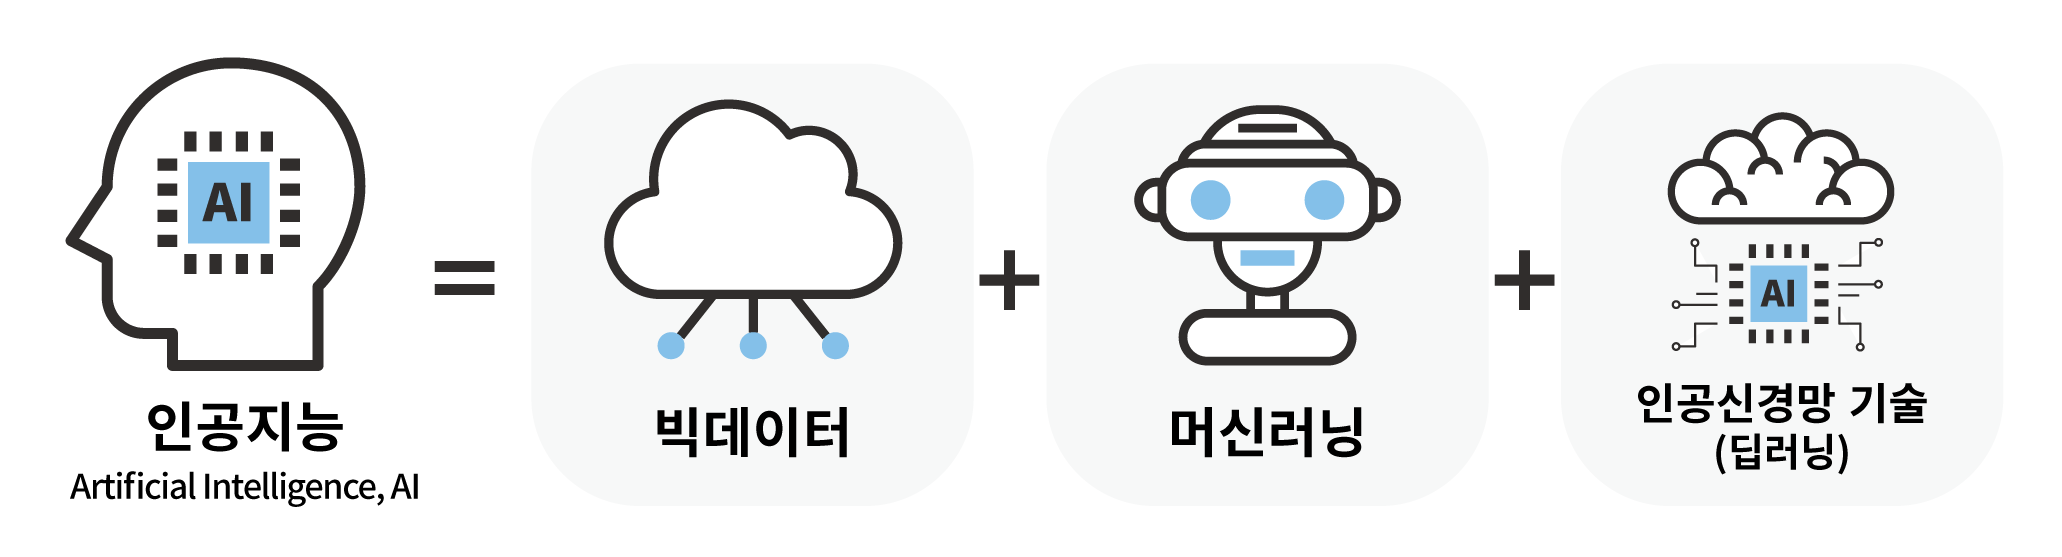 AI
인공지능
Artificial Intelligence, AI
=
빅데이터
+
머신러닝
+
AI
인공신경망 기술
(딥러닝)